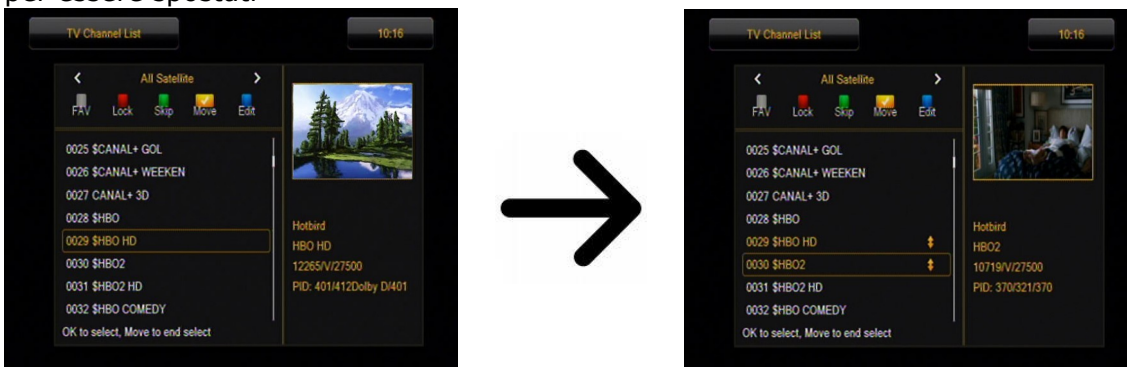 per essere spostati
TV Channel List
10:16
All Satellite
FAV Lock Skip Move Edit
0025 $CANAL+ GOL
0026 $CANAL+ WEEKEN
0027 CANAL+ 3D
0028 $HBO
0029 $HBO HD
0030 $HBO2
0031 $HBO2 HD
0032 $HBO COMEDY
OK to select, Move to end select
Hotbird
HBO HD
12265/V/27500
PID: 401/412Dolby D/401
TV Channel List
10:16
All Satellite
FAV Lock Skip Move Edit
0025 $CANAL+ GOL
0026 $CANAL+ WEEKEN
0027 CANAL+ 3D
0028 $HBO
0029 $HBO HD
0030 $HBO2
0031 $HBO2 HD
0032 $HBO COMEDY
OK to select, Move to end select
Hotbird
HBO2
10719/V/27500
PID: 370/321/370